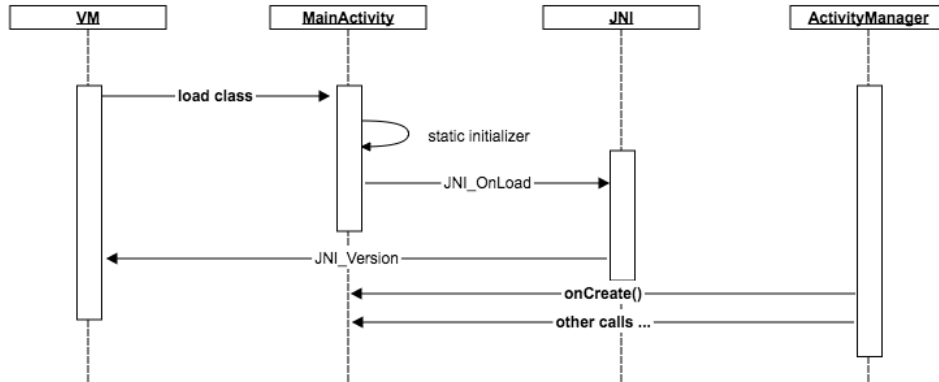 VM
MainActivity
JNI
ActivityManager
load class
static initializer
JNI_OnLoad
JNI_Version
onCreate()
other calls ...